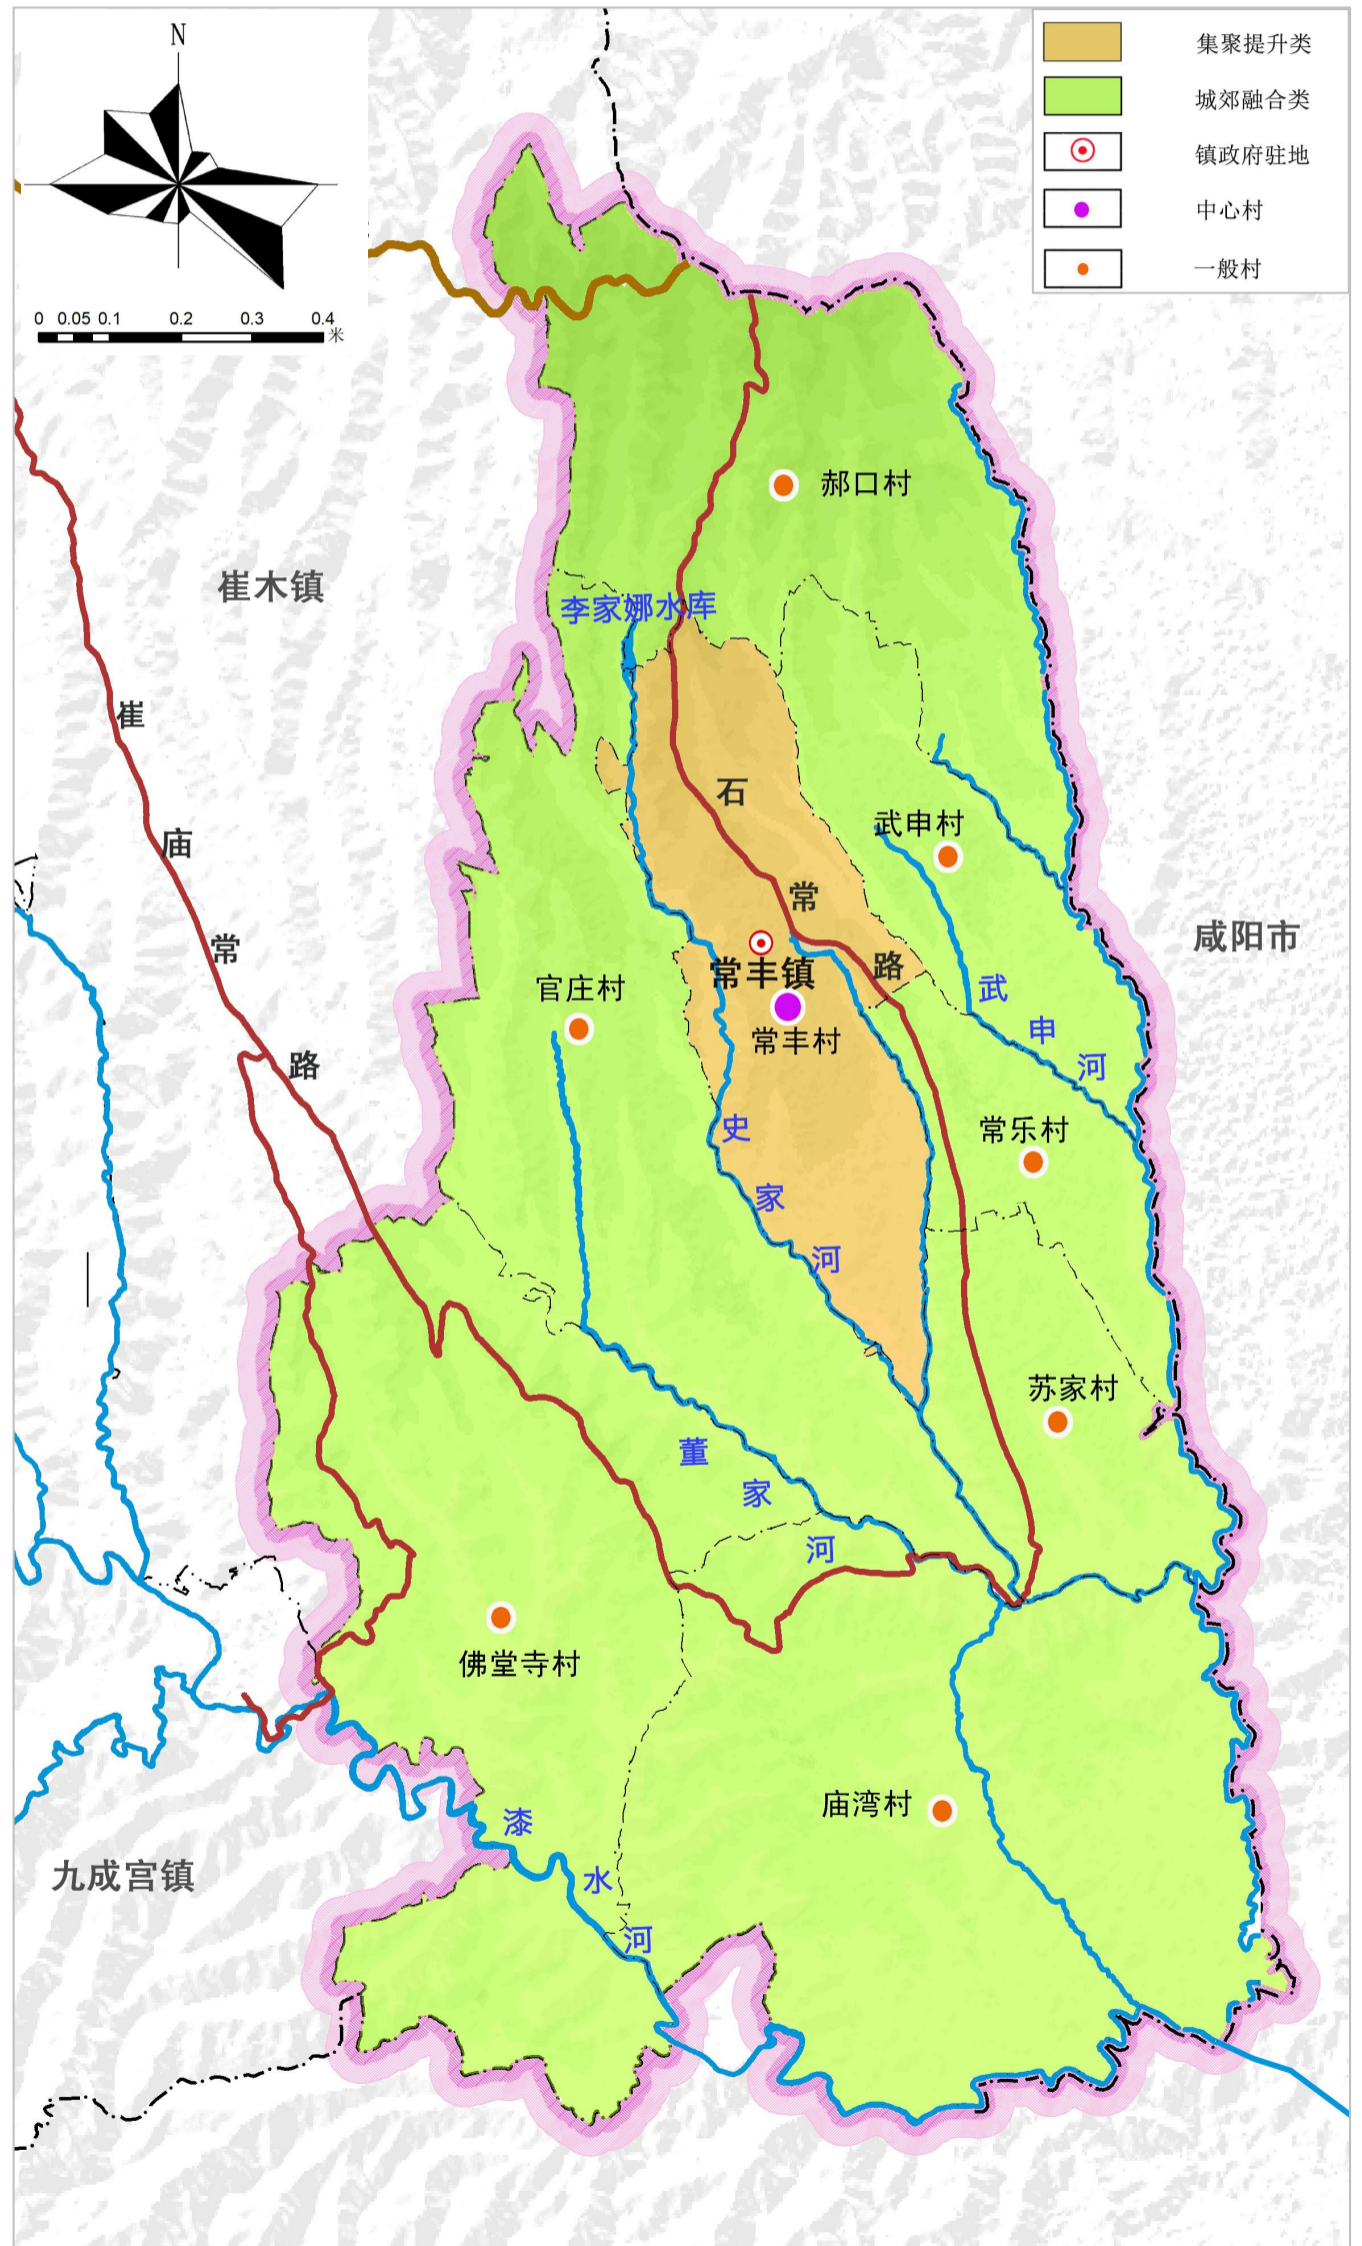 N
0 0.05 0.1 0.2 0.3 0.4
米
集聚提升类
城郊融合类
镇政府驻地
中心村
一般村
郝口村
崔木镇
李家娜水库
崔庙常路
石常路
武申村
咸阳市
常丰镇
官庄村
常丰村
武申河
常乐村
史家河
苏家村
董家河
佛堂寺村
庙湾村
漆水河
九成宫镇